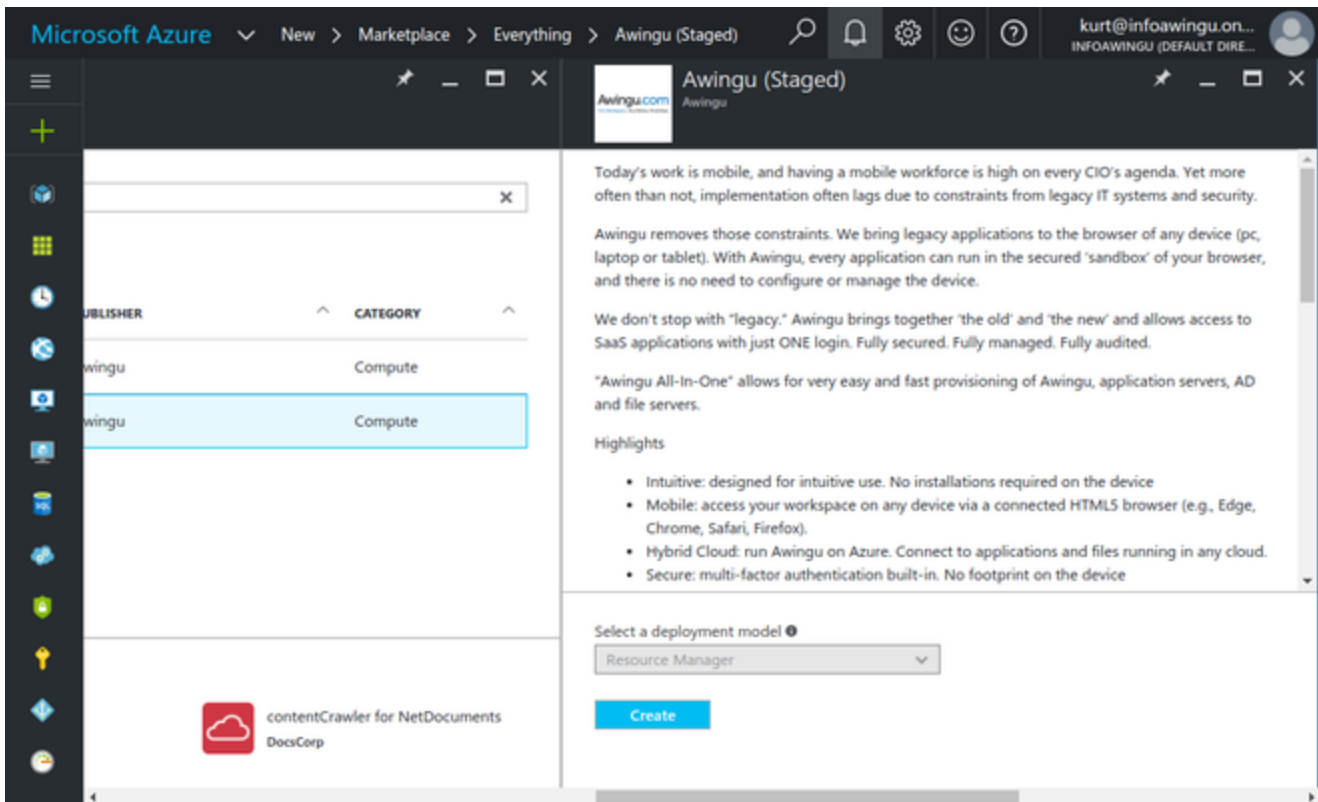 Microsoft Azure New > Marketplace > Everything > Awingu (Staged)
kurt@infoawingu.on...
INFOAWINGU (DEFAULT DIRE...
Awingu.com
Awingu (Staged)
Awingu
UBLISHER CATEGORY
wingu Compute
wingu Compute
contentCrawler for NetDocuments
DocsCorp
Today's work is mobile, and having a mobile workforce is high on every CIO's agenda. Yet more
often than not, implementation often lags due to constraints from legacy IT systems and security.
Awingu removes those constraints. We bring legacy applications to the browser of any device (pc,
laptop or tablet). With Awingu, every application can run in the secured 'sandbox' of your browser,
and there is no need to configure or manage the device.
We don't stop with "legacy." Awingu brings together 'the old' and 'the new' and allows access to
SaaS applications with just ONE login. Fully secured. Fully managed. Fully audited.
"Awingu All-In-One" allows for very easy and fast provisioning of Awingu, application servers, AD
and file servers.
Highlights
• Intuitive: designed for intuitive use. No installations required on the device
• Mobile: access your workspace on any device via a connected HTML5 browser (e.g., Edge,
Chrome, Safari, Firefox).
• Hybrid Cloud: run Awingu on Azure. Connect to applications and files running in any cloud.
• Secure: multi-factor authentication built-in. No footprint on the device
Select a deployment model
Resource Manager
Create